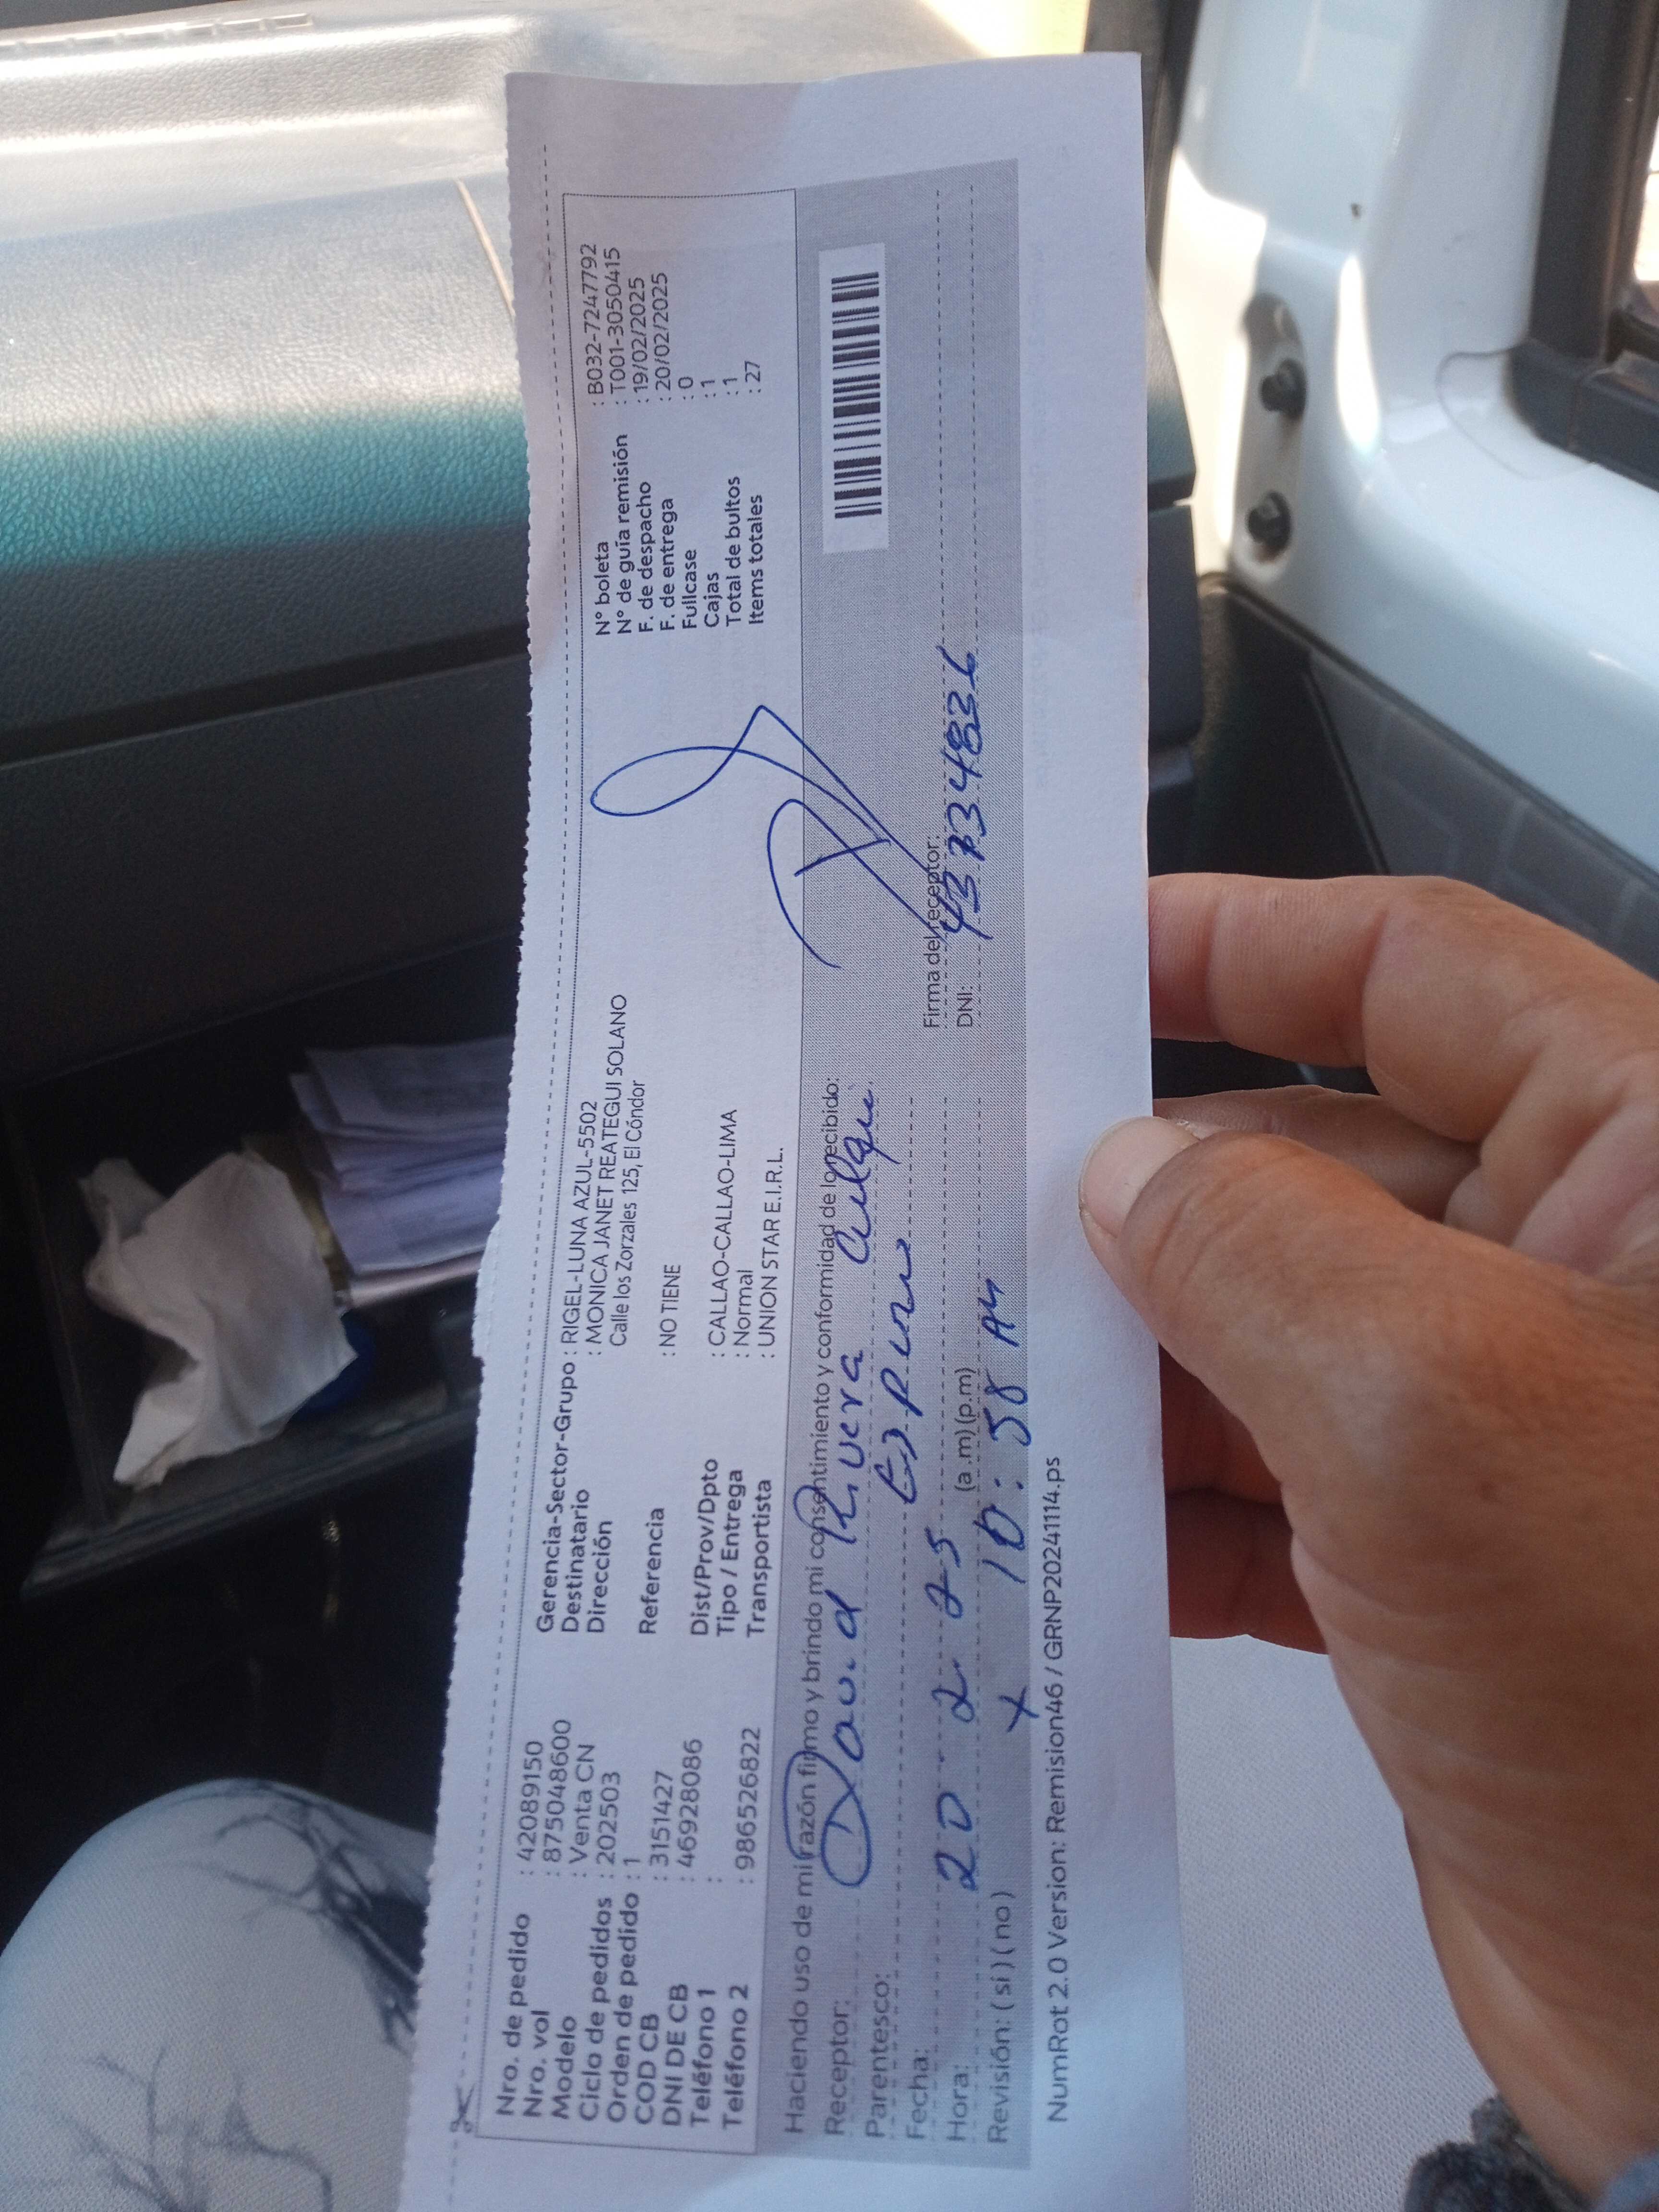 Nro. de pedido : 42089150
Nro. vol : 875048600
Modelo : Venta CN
Ciclo de pedidos : 202503
Orden de pedido : 1
COD CB : 3151427
DNI DE CB : 46928086
Teléfono 1 :
Teléfono 2 : 986526822
Gerencia-Sector-Grupo : RIGEL-LUNA AZUL-5502
Destinatario : MONICA JANET REATEGUI SOLANO
Dirección Calle los Zorzales 125, El Cóndor
Referencia : NO TIENE
Dist/Prov/Dpto : CALLAO-CALLAO-LIMA
Tipo / Entrega : Normal
Transportista : UNION STAR E.I.R.L.
N° boleta : B032-7247792
N° de guía remisión : T001-3050415
F. de despacho : 19/02/2025
F. de entrega : 20/02/2025
Fullcase : 0
Cajas : 1
Total de bultos : 1
Items totales : 27
Haciendo uso de mi razón firmo y brindo mi consentimiento y conformidad de lo recibido:
Receptor: David Rivera Culqui
Parentesco: Esposo
Fecha: 20 2 25
Hora: (a.m)(p.m) 10:58 AM
Revisión: ( si ) ( no ) X
Firma del receptor:
DNI: 43734836
NumRot 2.0 Version: Remision46 / GRNP20241114.ps